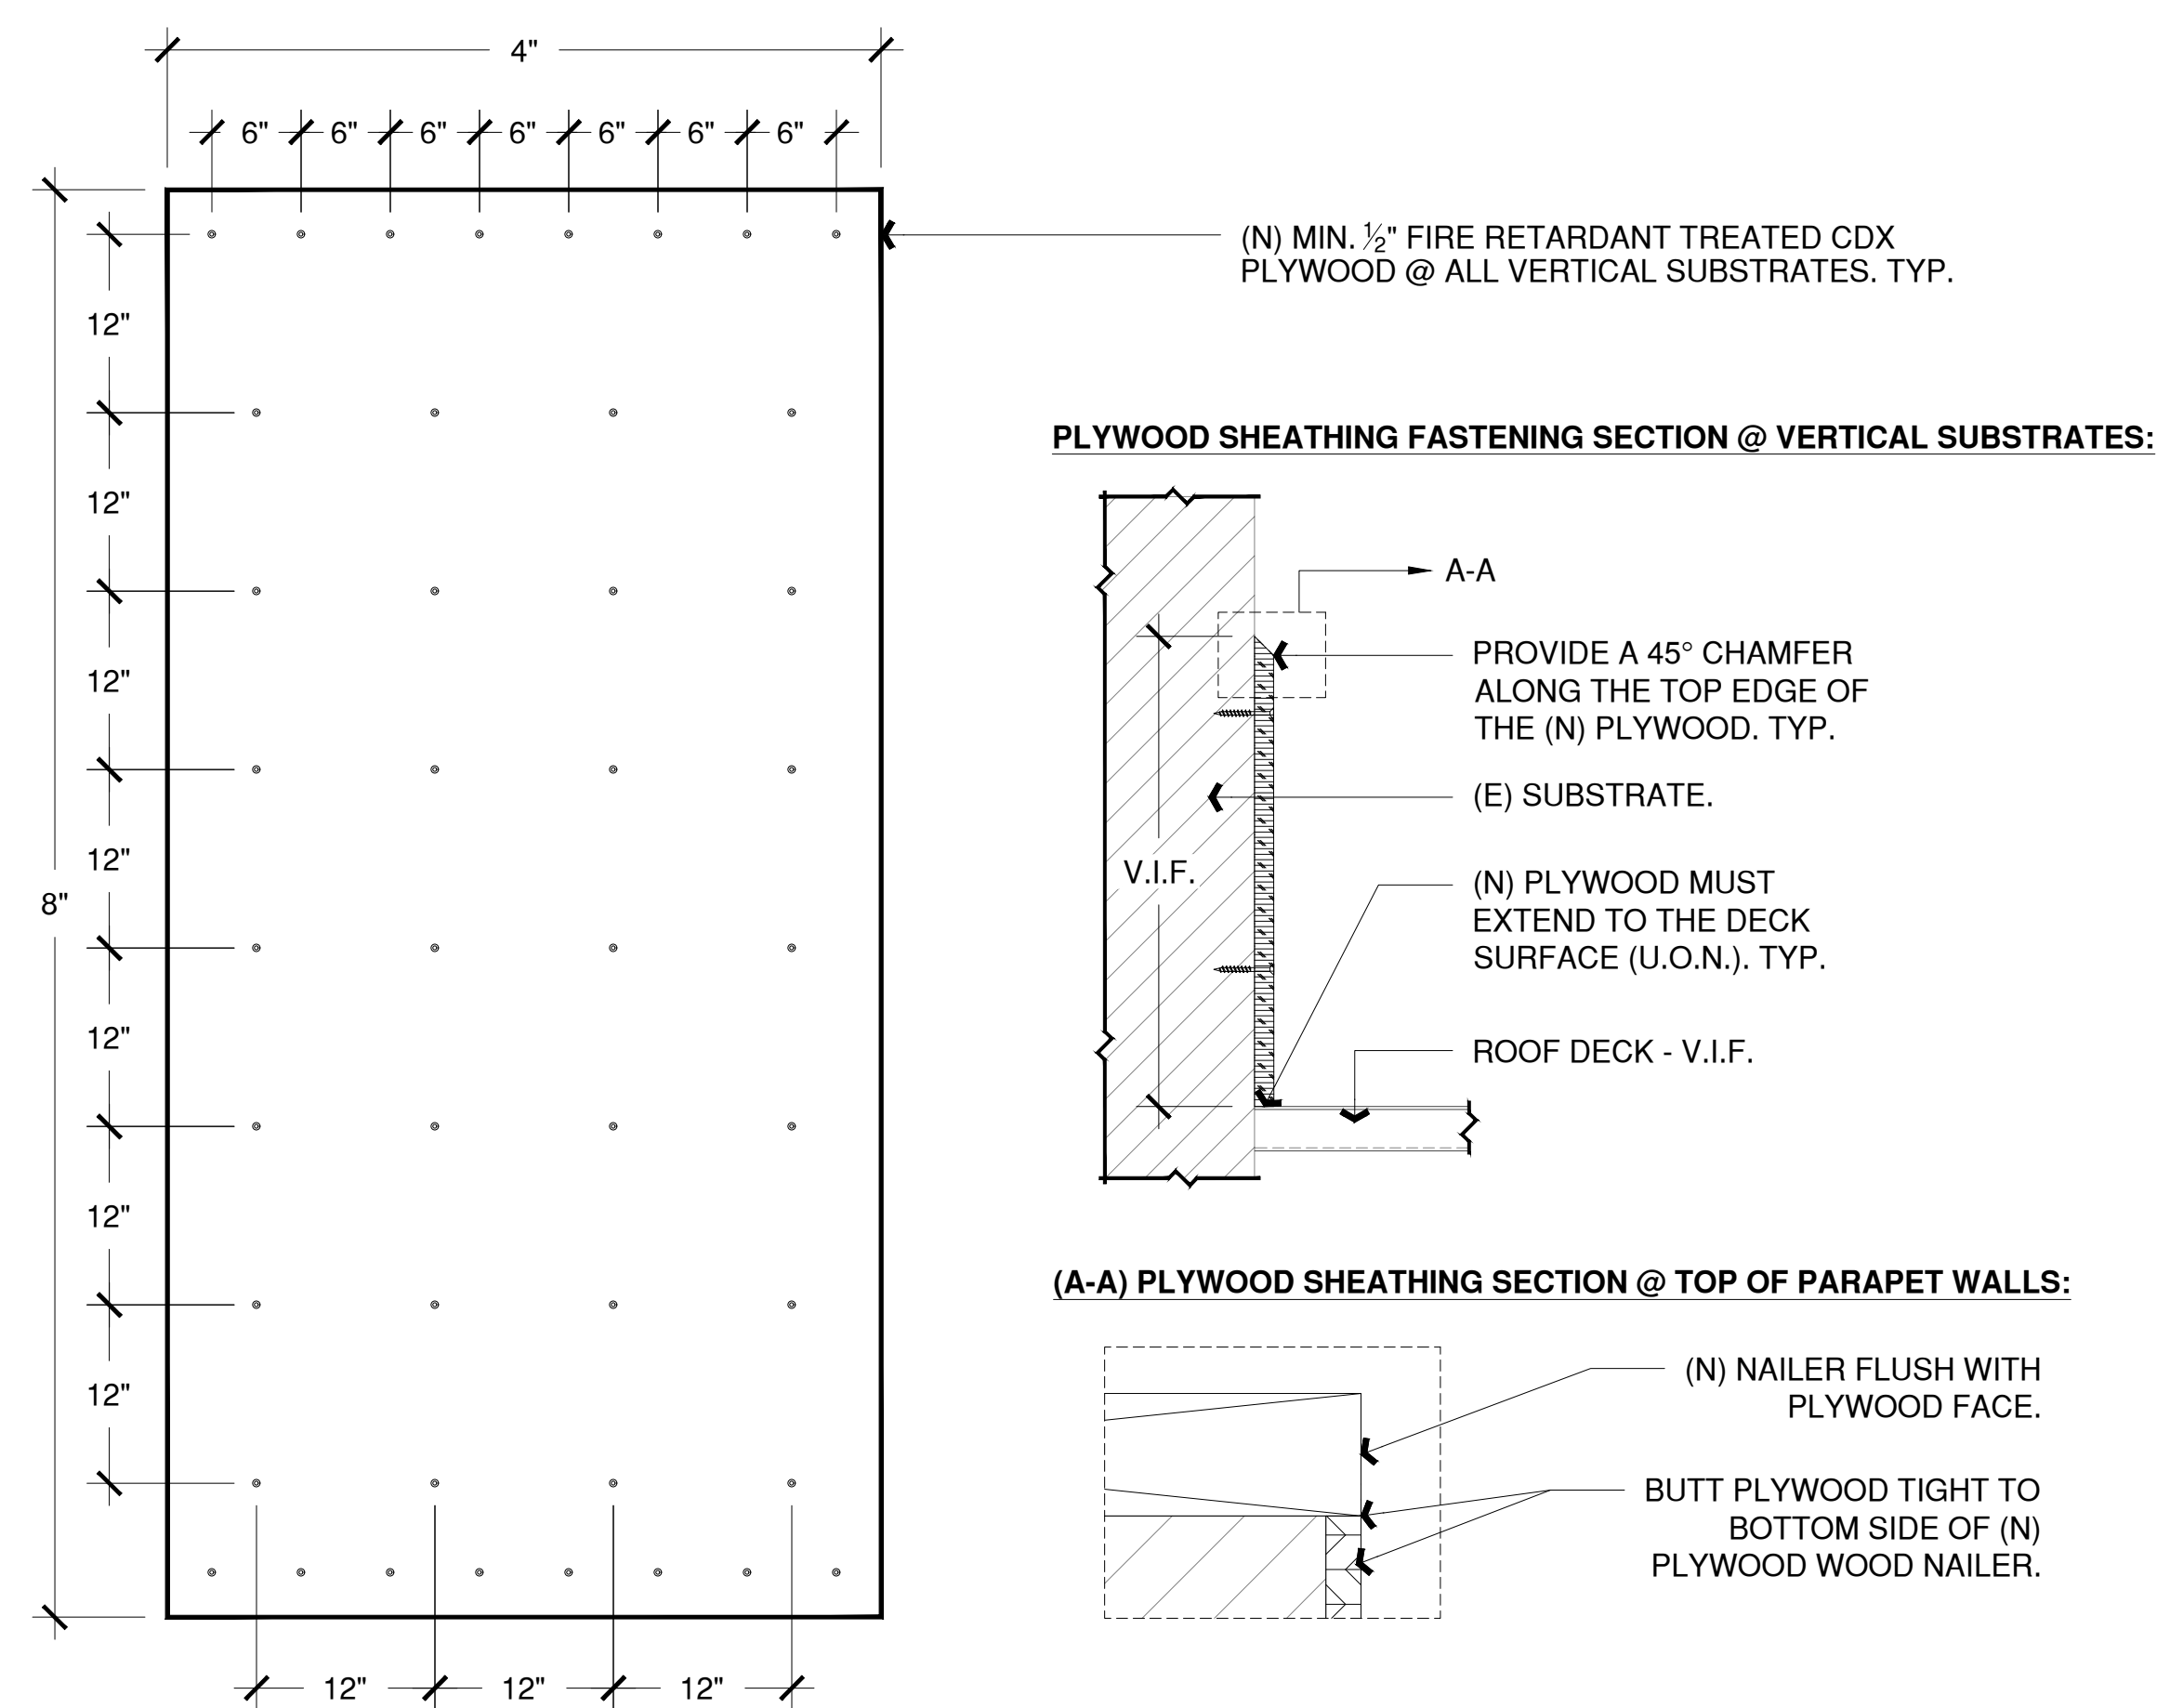 4"
6" 6" 6" 6" 6" 6" 6"
12"
12"
12"
12"
12"
12"
12"
8"
12" 12" 12"
(N) MIN. ½" FIRE RETARDANT TREATED CDX
PLYWOOD @ ALL VERTICAL SUBSTRATES. TYP.
PLYWOOD SHEATHING FASTENING SECTION @ VERTICAL SUBSTRATES:
A-A
PROVIDE A 45° CHAMFER
ALONG THE TOP EDGE OF
THE (N) PLYWOOD. TYP.
(E) SUBSTRATE.
V.I.F.
(N) PLYWOOD MUST
EXTEND TO THE DECK
SURFACE (U.O.N.). TYP.
ROOF DECK - V.I.F.
(A-A) PLYWOOD SHEATHING SECTION @ TOP OF PARAPET WALLS:
(N) NAILER FLUSH WITH
PLYWOOD FACE.
BUTT PLYWOOD TIGHT TO
BOTTOM SIDE OF (N)
PLYWOOD WOOD NAILER.